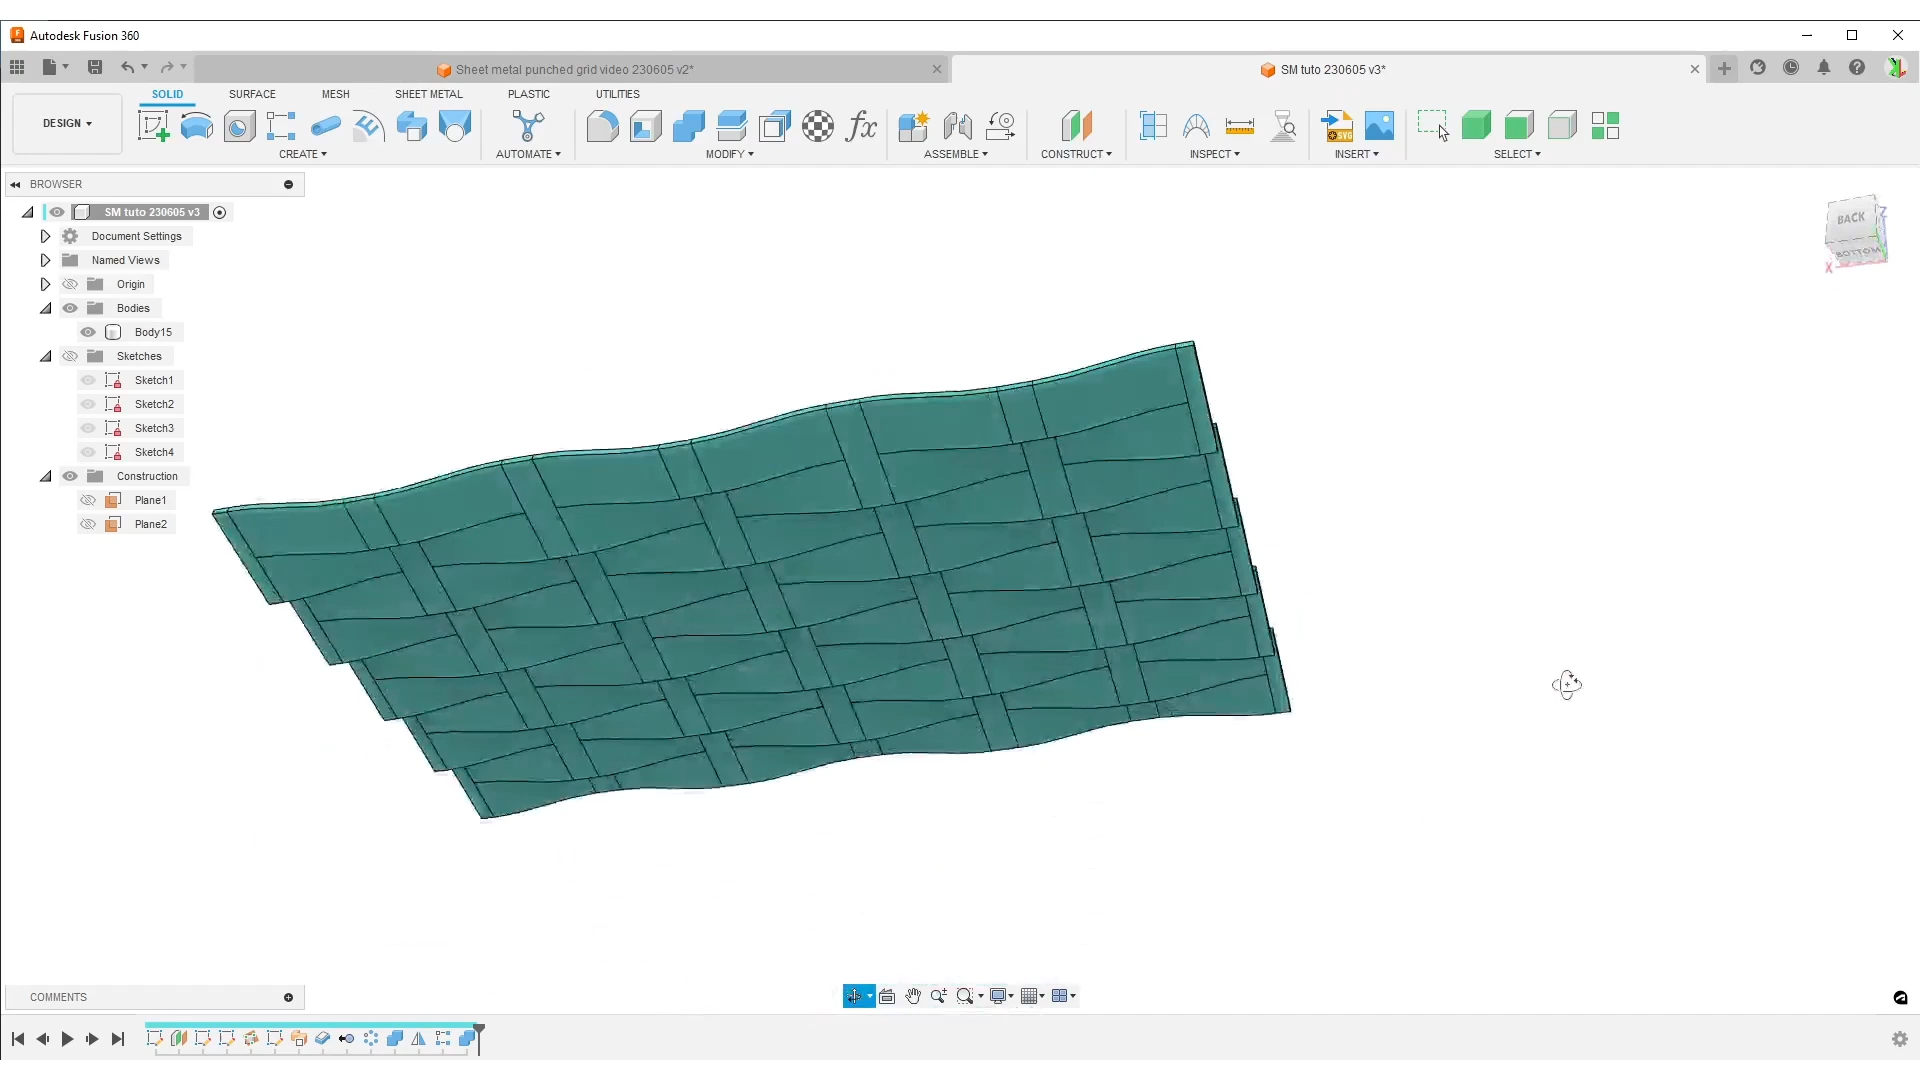 Autodesk Fusion 360
Sheet metal punched grid video 230605 v2*
SM tuto 230605 v3*
DESIGN
SOLID
SURFACE
MESH
SHEET METAL
PLASTIC
UTILITIES
fx
SVG
CREATE
AUTOMATE
MODIFY
ASSEMBLE
CONSTRUCT
INSPECT
INSERT
SELECT
BROWSER
SM tuto 230605 v3
Document Settings
Named Views
Origin
Bodies
Body15
Sketches
Sketch1
Sketch2
Sketch3
Sketch4
Construction
Plane1
Plane2
BACK
BOTTOM
Z
X
COMMENTS